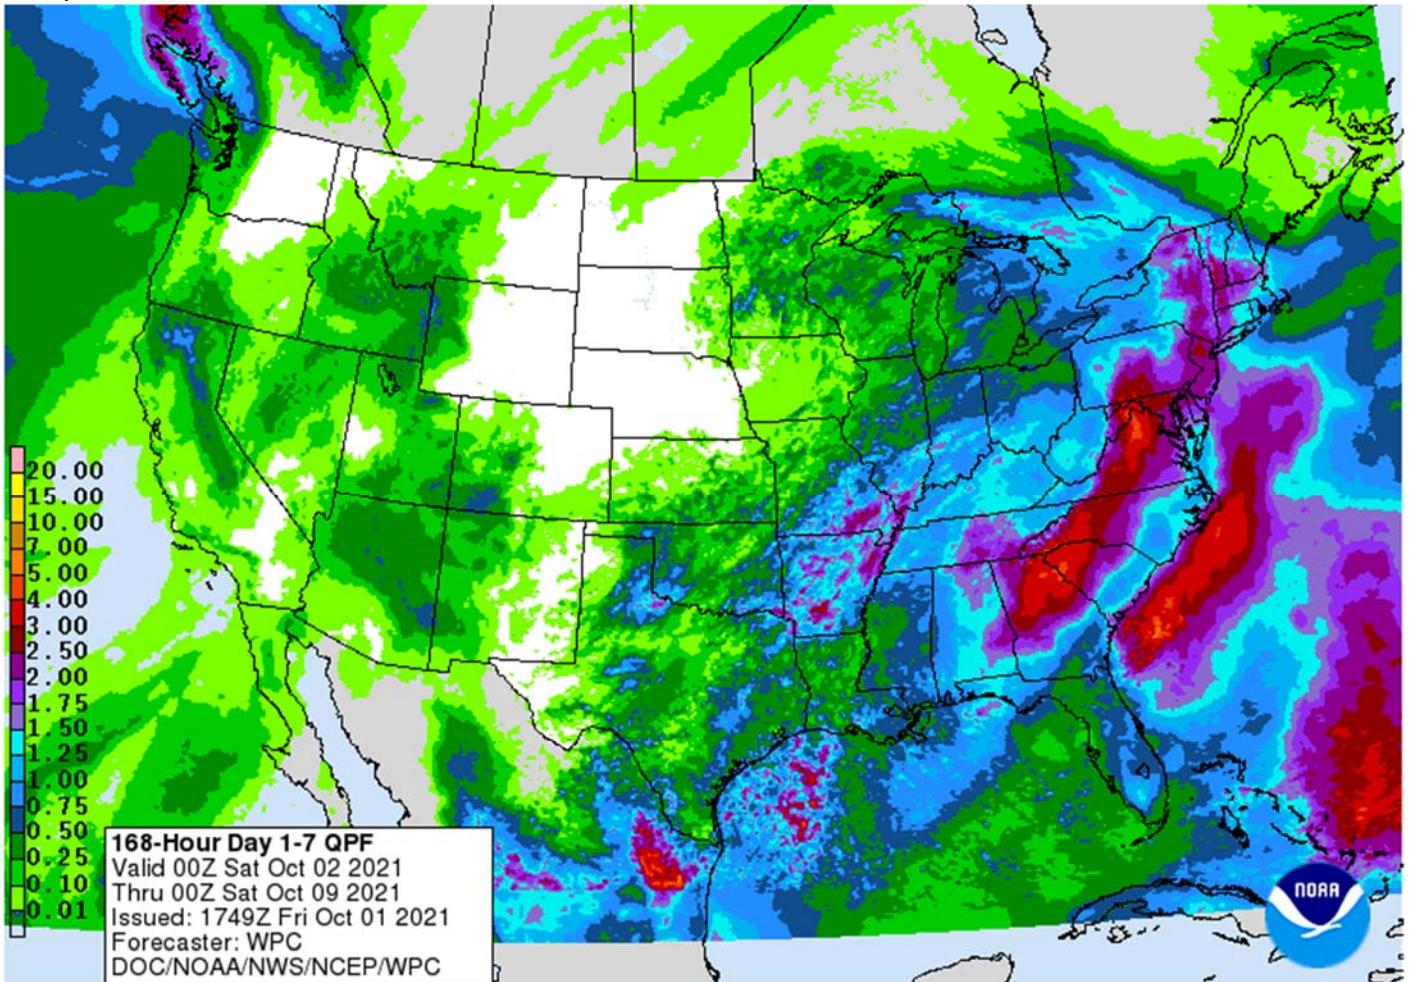 20.00
15.00
10.00
7.00
5.00
4.00
3.00
2.50
2.00
1.75
1.50
1.25
1.00
0.75
0.50
0.25
0.10
0.01
168-Hour Day 1-7 QPF
Valid 00Z Sat Oct 02 2021
Thru 00Z Sat Oct 09 2021
Issued: 1749Z Fri Oct 01 2021
Forecaster: WPC
DOC/NOAA/NWS/NCEP/WPC
NOAA